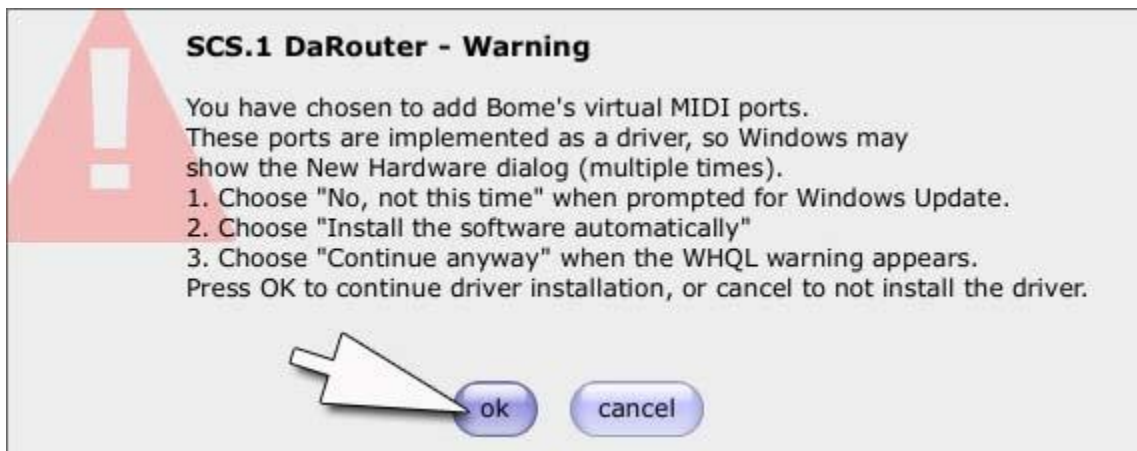 SCS.1 DaRouter - Warning
You have chosen to add Bome's virtual MIDI ports.
These ports are implemented as a driver, so Windows may
show the New Hardware dialog (multiple times).
1. Choose "No, not this time" when prompted for Windows Update.
2. Choose "Install the software automatically"
3. Choose "Continue anyway" when the WHQL warning appears.
Press OK to continue driver installation, or cancel to not install the driver.
ok cancel